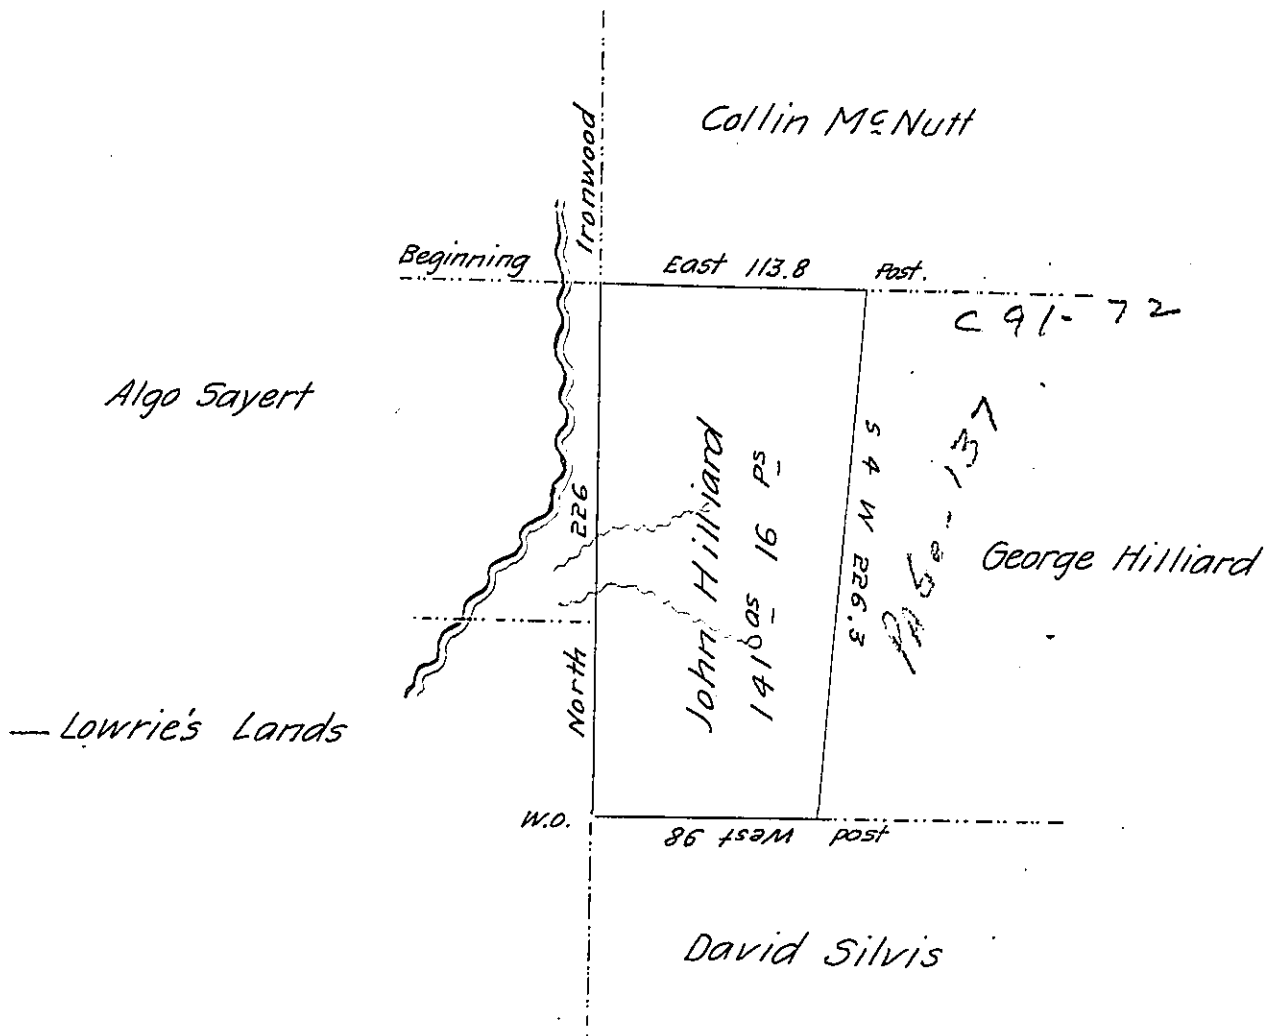 Collin McNutt
Ironwood
Beginning
East 113.8
Post.
C 91-72
Algo Sayert
John Hilliard
141 as 16 ps
S 4 W 226.3
George Hilliard
North 226
Lowrie's Lands
W.O.
West 98
post
David Silvis